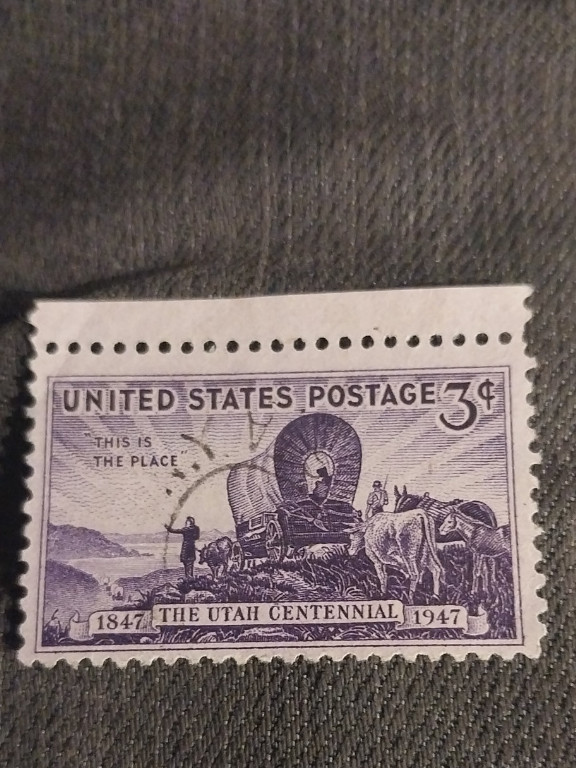 UNITED STATES POSTAGE 3¢
"THIS IS
THE PLACE"
1847 THE UTAH CENTENNIAL 1947